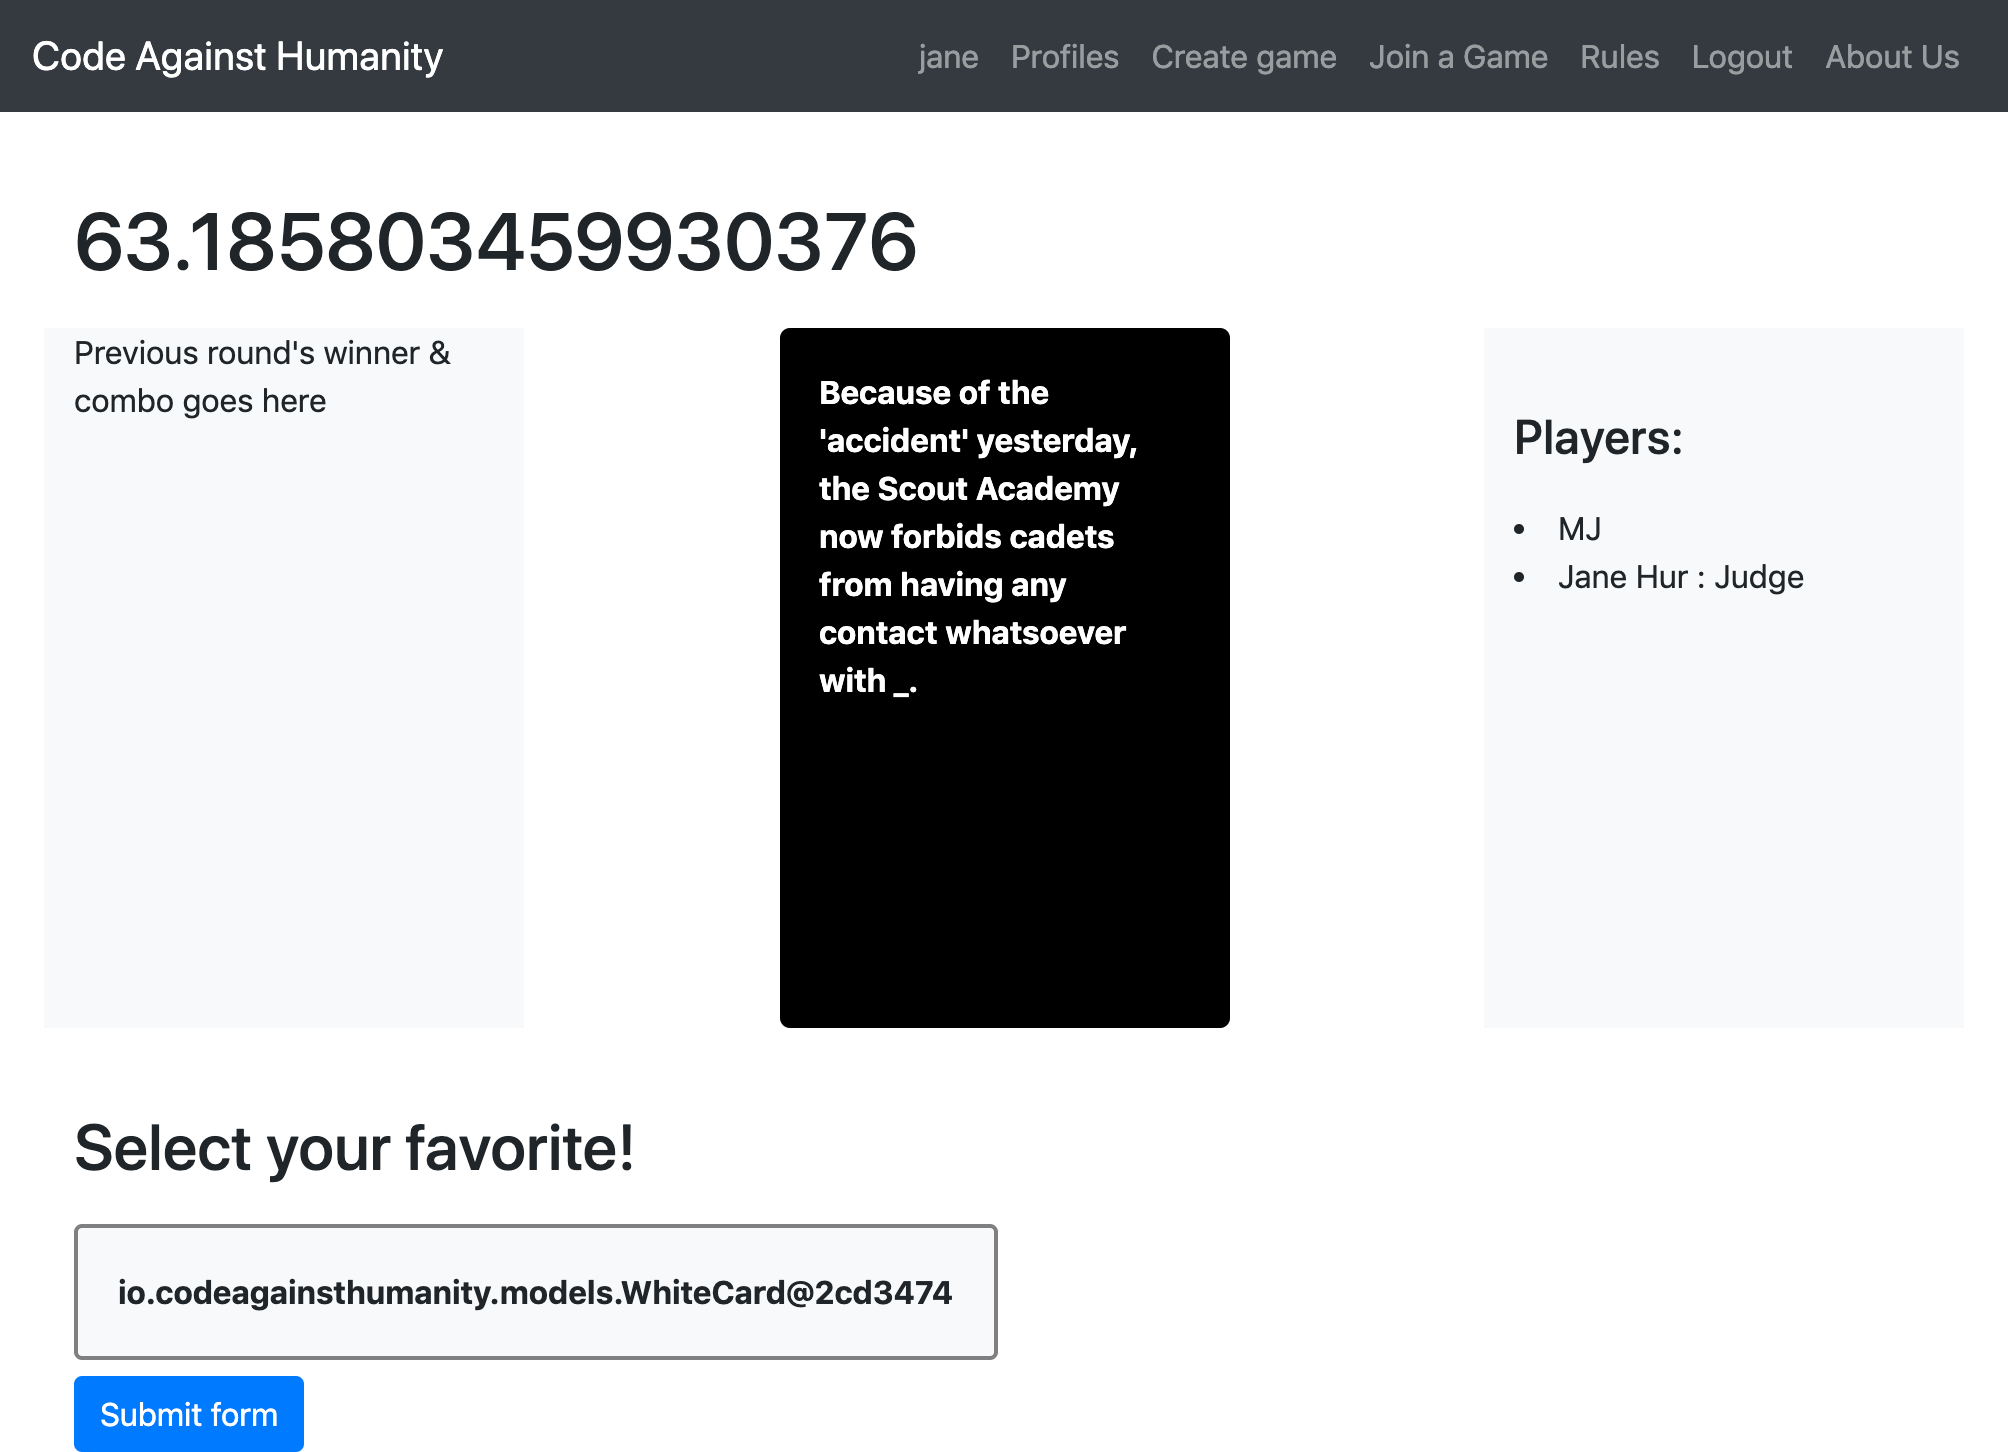 Code Against Humanity
jane Profiles Create game Join a Game Rules Logout About Us
63.185803459930376
Previous round's winner &
combo goes here
Because of the
'accident' yesterday,
the Scout Academy
now forbids cadets
from having any
contact whatsoever
with _.
Players:
• MJ
• Jane Hur : Judge
Select your favorite!
io.codeagainsthumanity.models.WhiteCard@2cd3474
Submit form